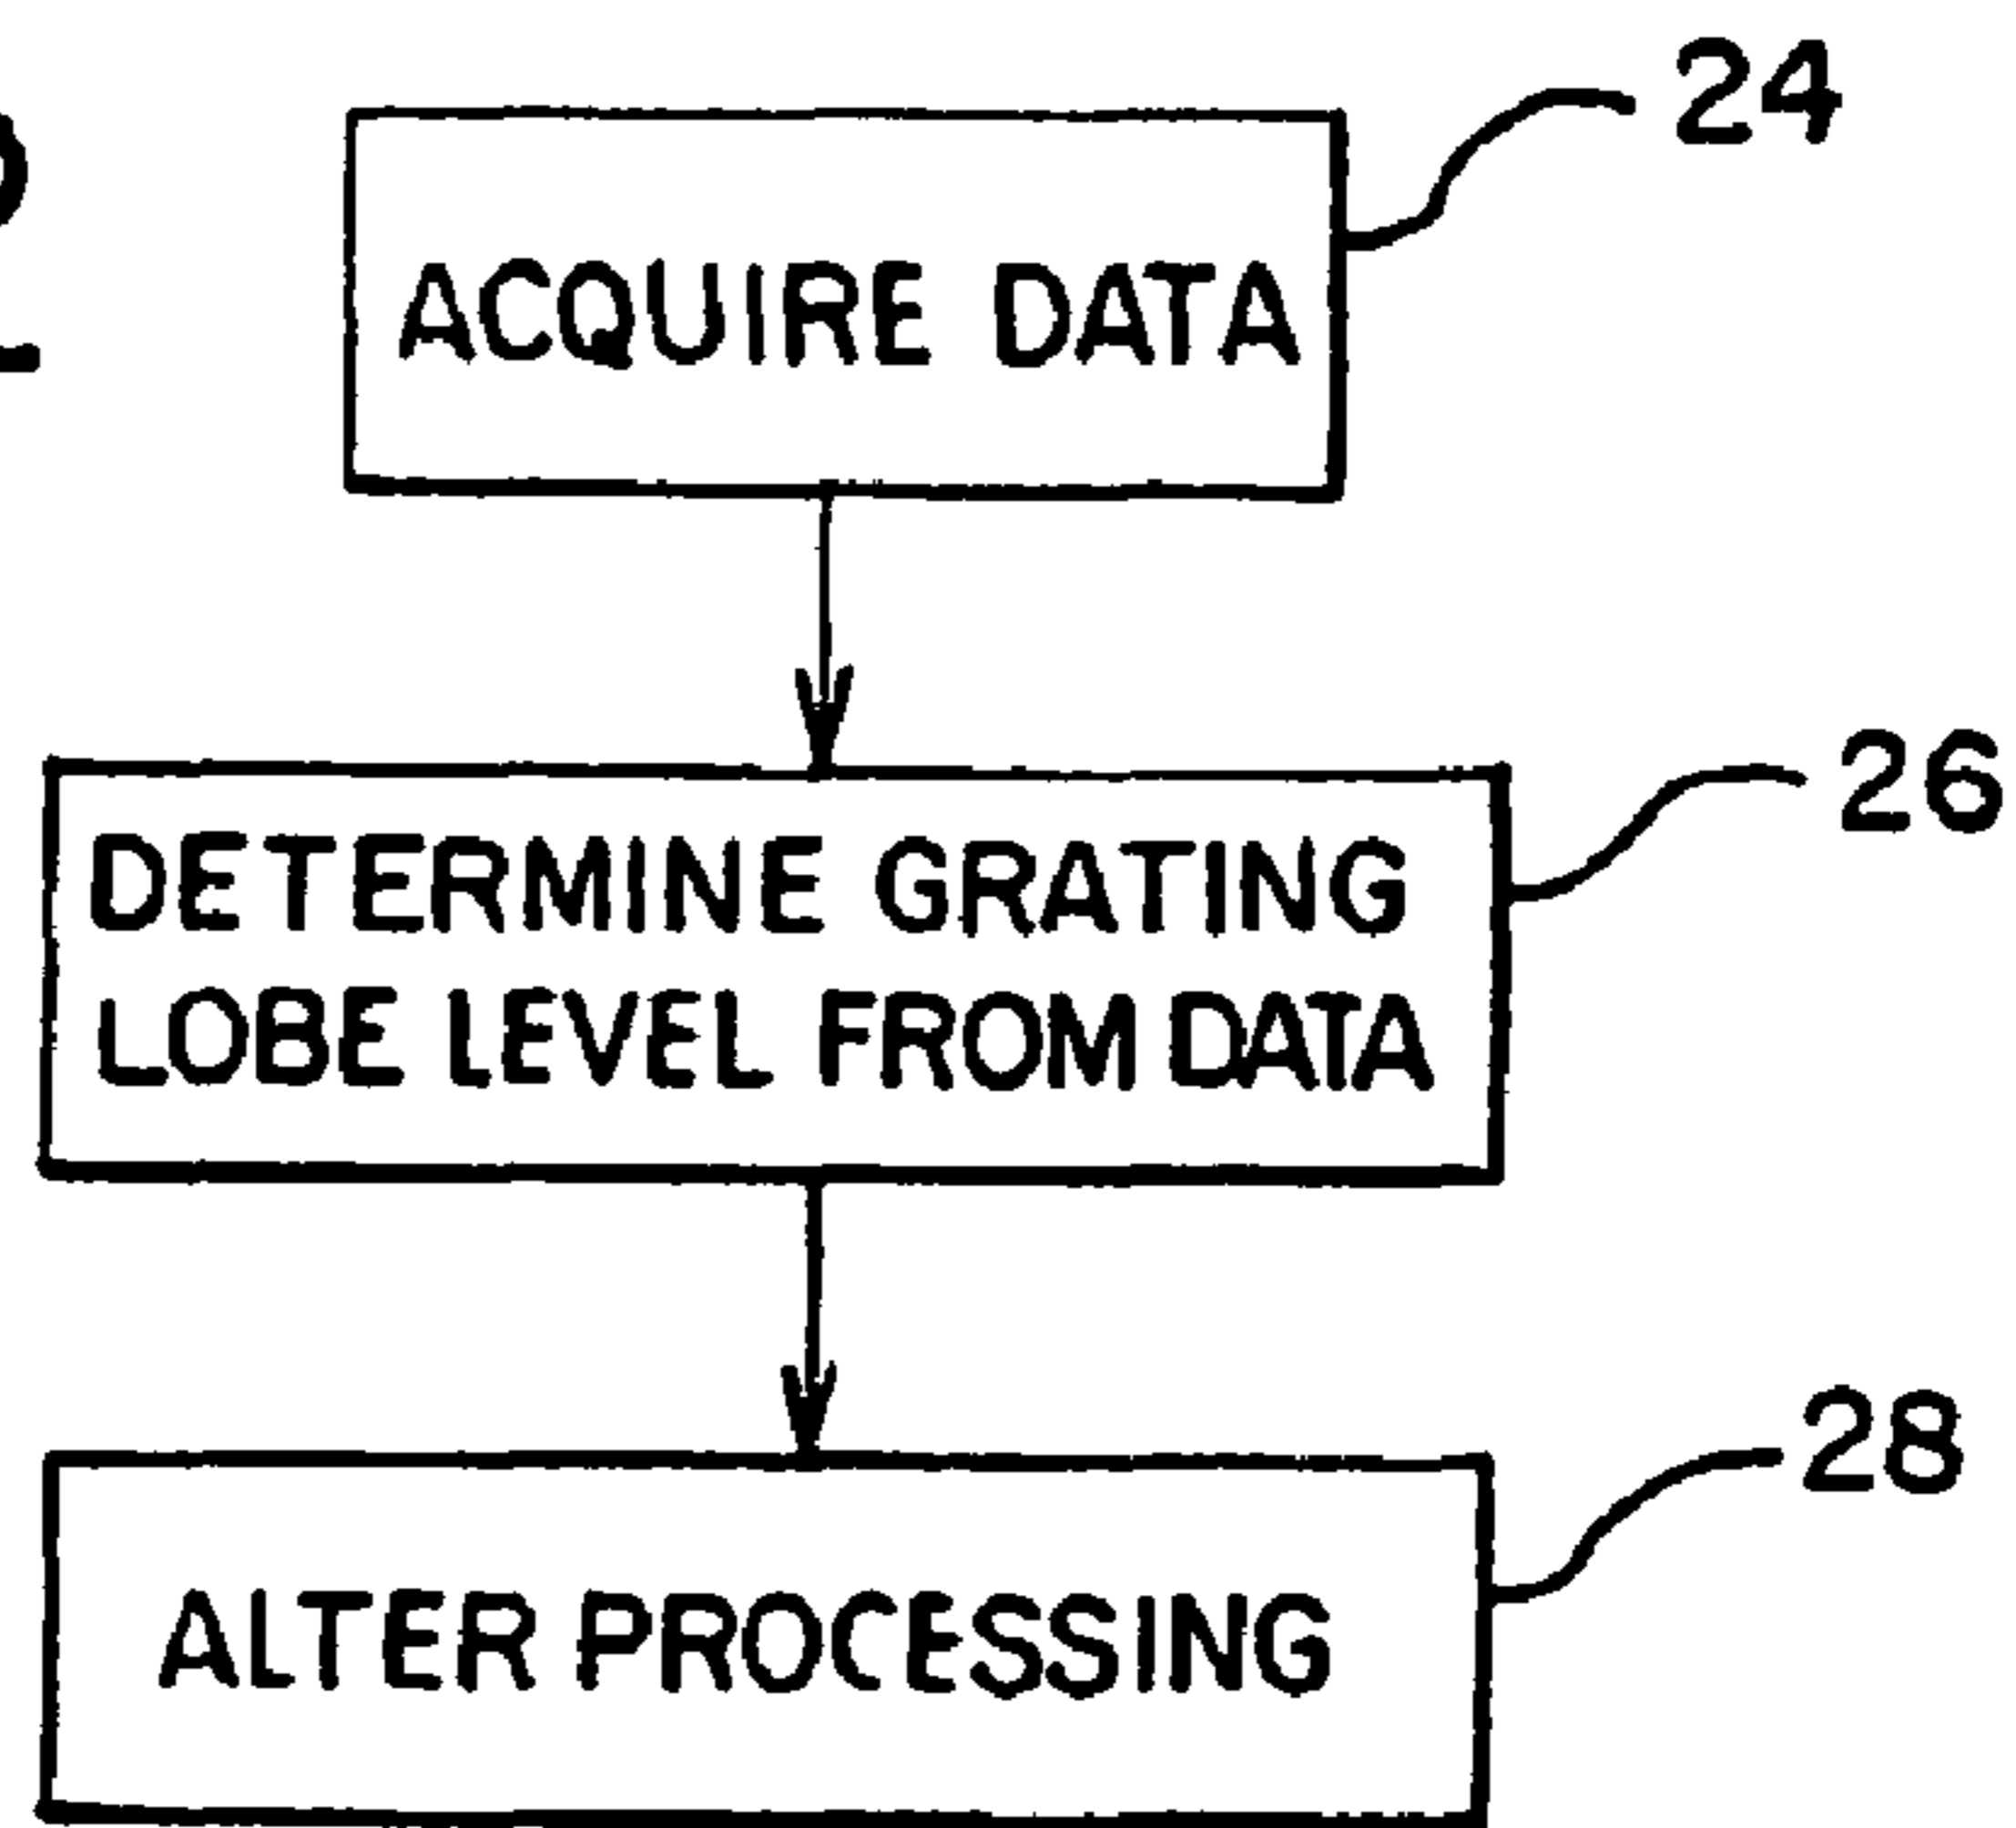 24
ACQUIRE DATA
26
DETERMINE GRATING
LOBE LEVEL FROM DATA
28
ALTER PROCESSING